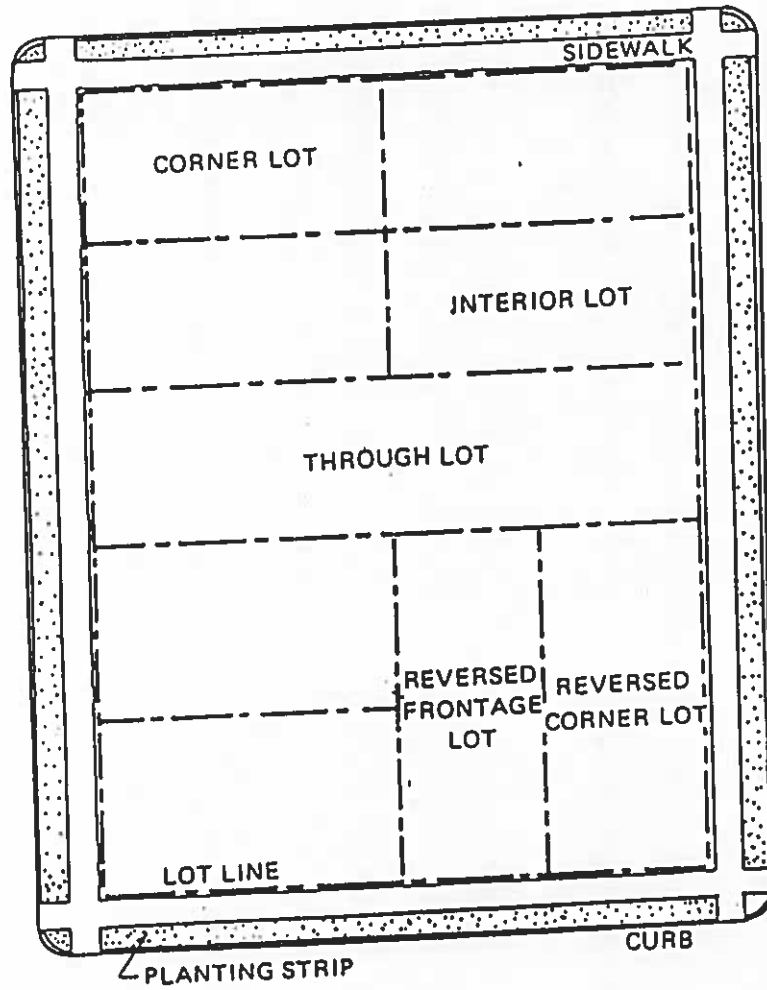 SIDEWALK
CORNER LOT
INTERIOR LOT
THROUGH LOT
REVERSED
FRONTAGE
LOT
REVERSED
CORNER LOT
LOT LINE
CURB
PLANTING STRIP